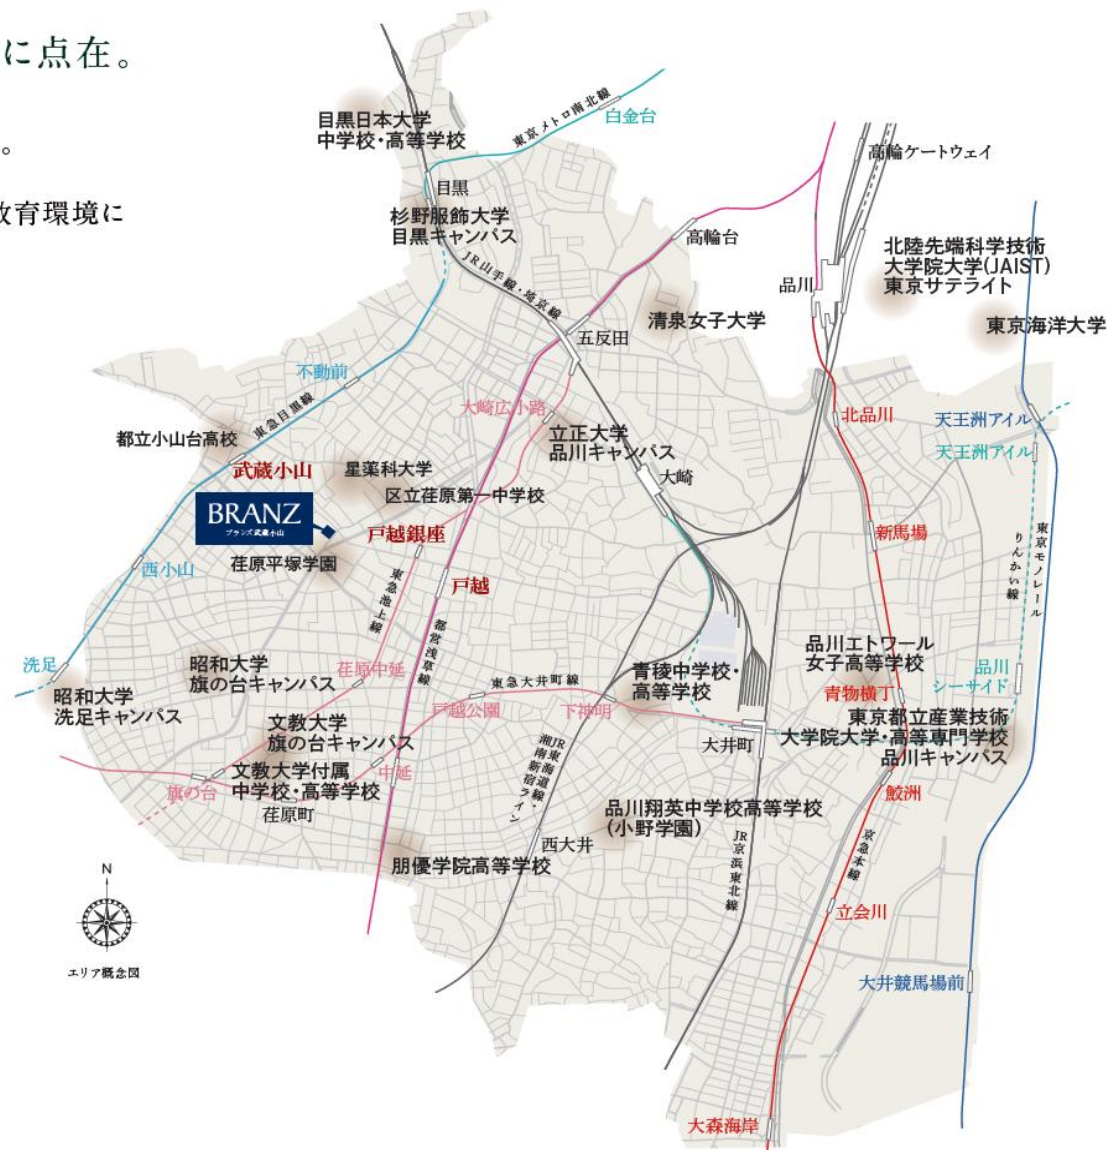 に点在。
。
教育環境に
目黒日本大学
中学校・高等学校
東京メトロ南北線
白金台
高輪ゲートウェイ
目黒
杉野服飾大学
目黒キャンパス
高輪台
JR山手線・埼京線
北陸先端科学技術
大学院大学(JAIST)
東京サテライト
品川
清泉女子大学
東京海洋大学
五反田
不動前
東急目黒線
大崎広小路
北品川
天王洲アイル
都立小山台高校
立正大学
品川キャンパス
天王洲アイル
武蔵小山
星薬科大学
大崎
区立荏原第一中学校
BRANZ
ブランズ武蔵小山
戸越銀座
新馬場
東京モノレール
りんかい線
西小山
荏原平塚学園
東急池上線
戸越
都営浅草線
品川エトワール
女子高等学校
洗足
昭和大学
旗の台キャンパス
荏原中延
青稜中学校・
高等学校
品川
シーサイド
昭和大学
洗足キャンパス
東急大井町線
戸越公園
下神明
青物横丁
文教大学
旗の台キャンパス
東京都立産業技術
大学院大学・高等専門学校
品川キャンパス
大井町
JR東海道線・
湘南新宿ライン
文教大学付属
中学校・高等学校
中延
旗の台
荏原町
鮫洲
品川翔英中学校高等学校
(小野学園)
西大井
JR京浜東北線
京急本線
朋優学院高等学校
N
エリア概念図
立会川
大井競馬場前
大森海岸